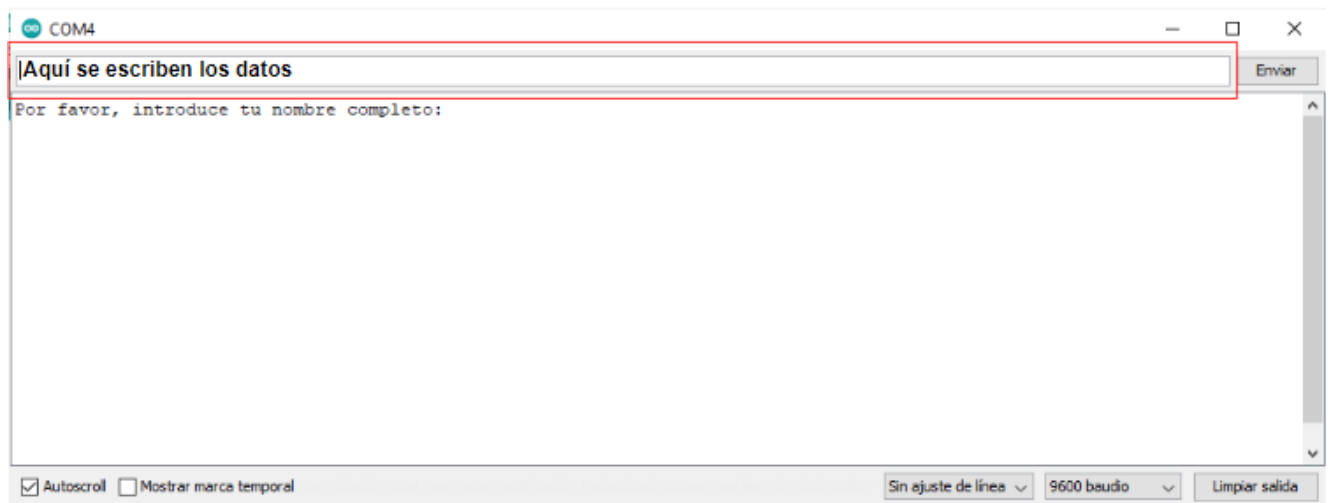 COM4
Aquí se escriben los datos
Enviar
Por favor, introduce tu nombre completo:
Autoscroll Mostrar marca temporal Sin ajuste de línea 9600 baudio Limpiar salida